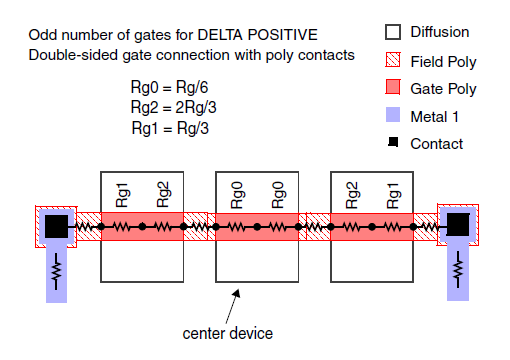 Odd number of gates for DELTA POSITIVE
Double-sided gate connection with poly contacts
Rg0 = Rg/6
Rg2 = 2Rg/3
Rg1 = Rg/3
Diffusion
Field Poly
Gate Poly
Metal 1
Contact
Rg1
Rg2
Rg0
Rg0
Rg2
Rg1
center device